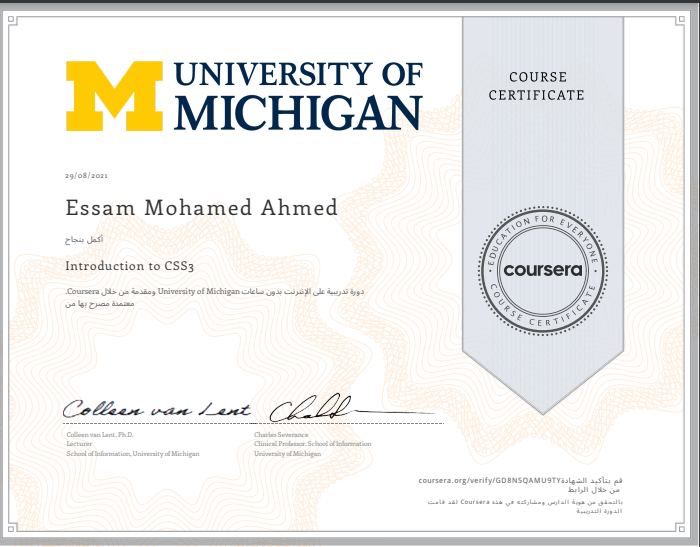 UNIVERSITY OF
MICHIGAN
COURSE
CERTIFICATE
29/08/2021
Essam Mohamed Ahmed
أكمل بنجاح
Introduction to CSS3
دورة تدريبية على الإنترنت بدون ساعات University of Michigan ومقدمة من خلال Coursera.
معتمدة مصرح بها من
EDUCATION FOR EVERYONE
coursera
COURSE CERTIFICATE
Colleen van Lent
Colleen van Lent, Ph.D.
Lecturer
School of Information, University of Michigan
Charles Severance
Clinical Professor, School of Information
University of Michigan
قم بتأكيد الشهادة coursera.org/verify/GD8N5QAMU9TY
من خلال الرابط
بالتحقق من هوية الدارس ومشاركته في هذه Coursera لقد قامت
الدورة التدريبية